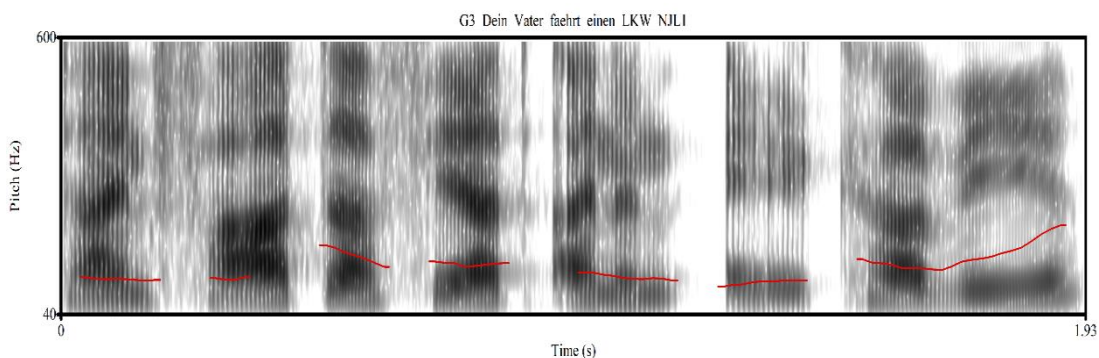 G3 Dein Vater faehrt einen LKW NJL1
600
Pitch (Hz)
40
0
1.93
Time (s)